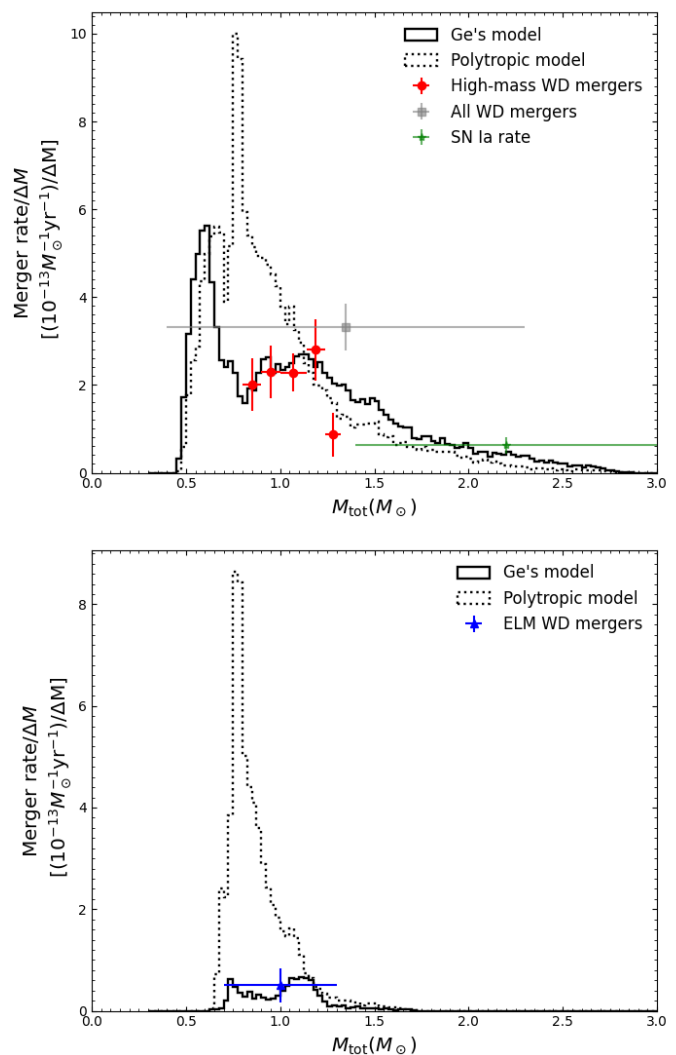 Merger rate/ΔM
[(10⁻¹³M⊙⁻¹yr⁻¹)/ΔM]
10
8
6
4
2
0
Ge's model
Polytropic model
High-mass WD mergers
All WD mergers
SN Ia rate
0.0 0.5 1.0 1.5 2.0 2.5 3.0
M_tot(M⊙)
Merger rate/ΔM
[(10⁻¹³M⊙⁻¹yr⁻¹)/ΔM]
8
6
4
2
0
Ge's model
Polytropic model
ELM WD mergers
0.0 0.5 1.0 1.5 2.0 2.5 3.0
M_tot(M⊙)